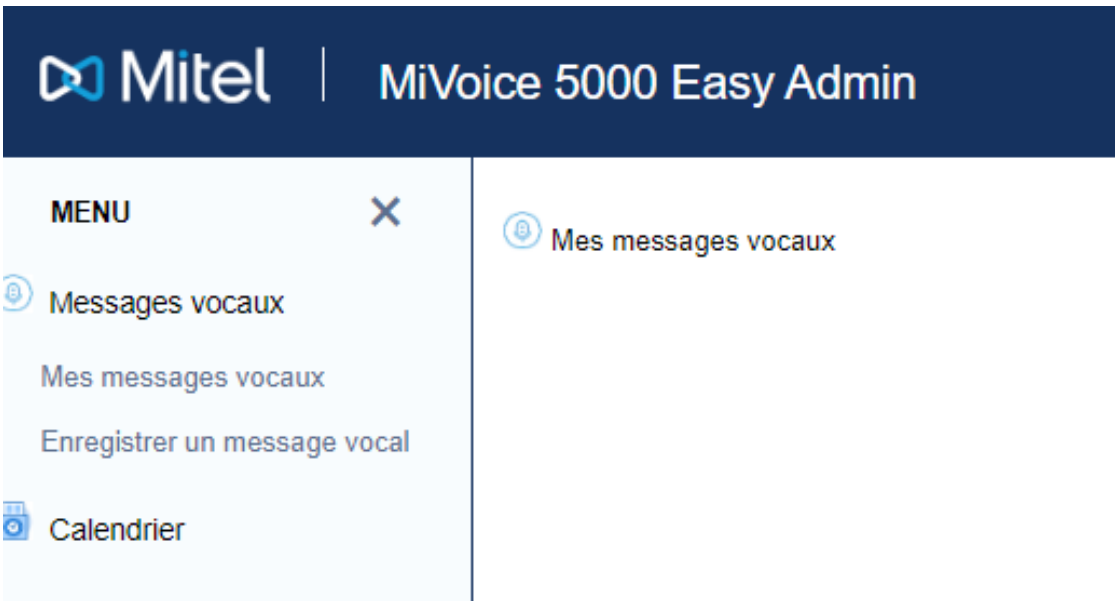 Mitel | MiVoice 5000 Easy Admin
MENU
Mes messages vocaux
Messages vocaux
Mes messages vocaux
Enregistrer un message vocal
Calendrier